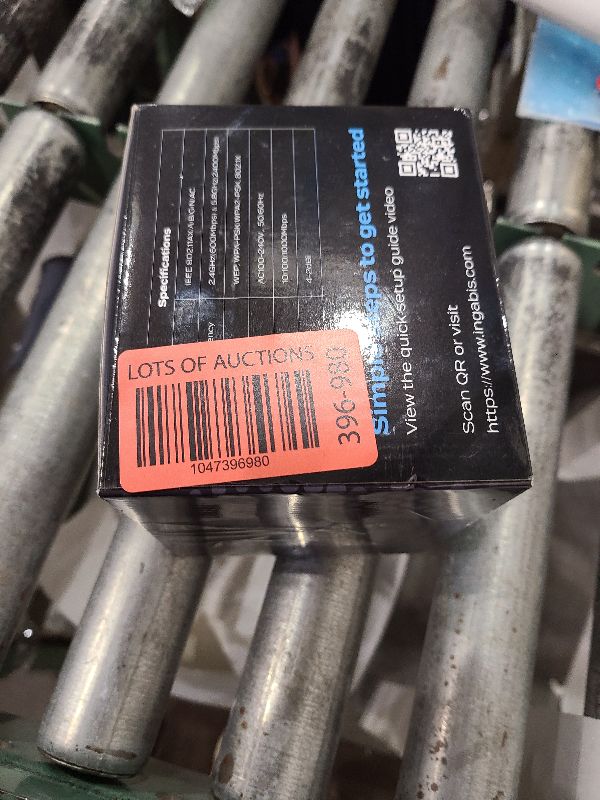 Specifications
IEEE 802.11AX/A/B/G/N/AC
2.4GHz(600Mbps) & 5.8GHz(2400Mbps)
WEP, WPA-PSK/WPA2-PSK, 802.1X
AC100-240V, 50/60Hz
10/100/1000Mbps
eps to get started
View the quick setup guide video
Scan QR or visit
https://www.ingabis.com
LOTS OF AUCTIONS
1047396980
396-980